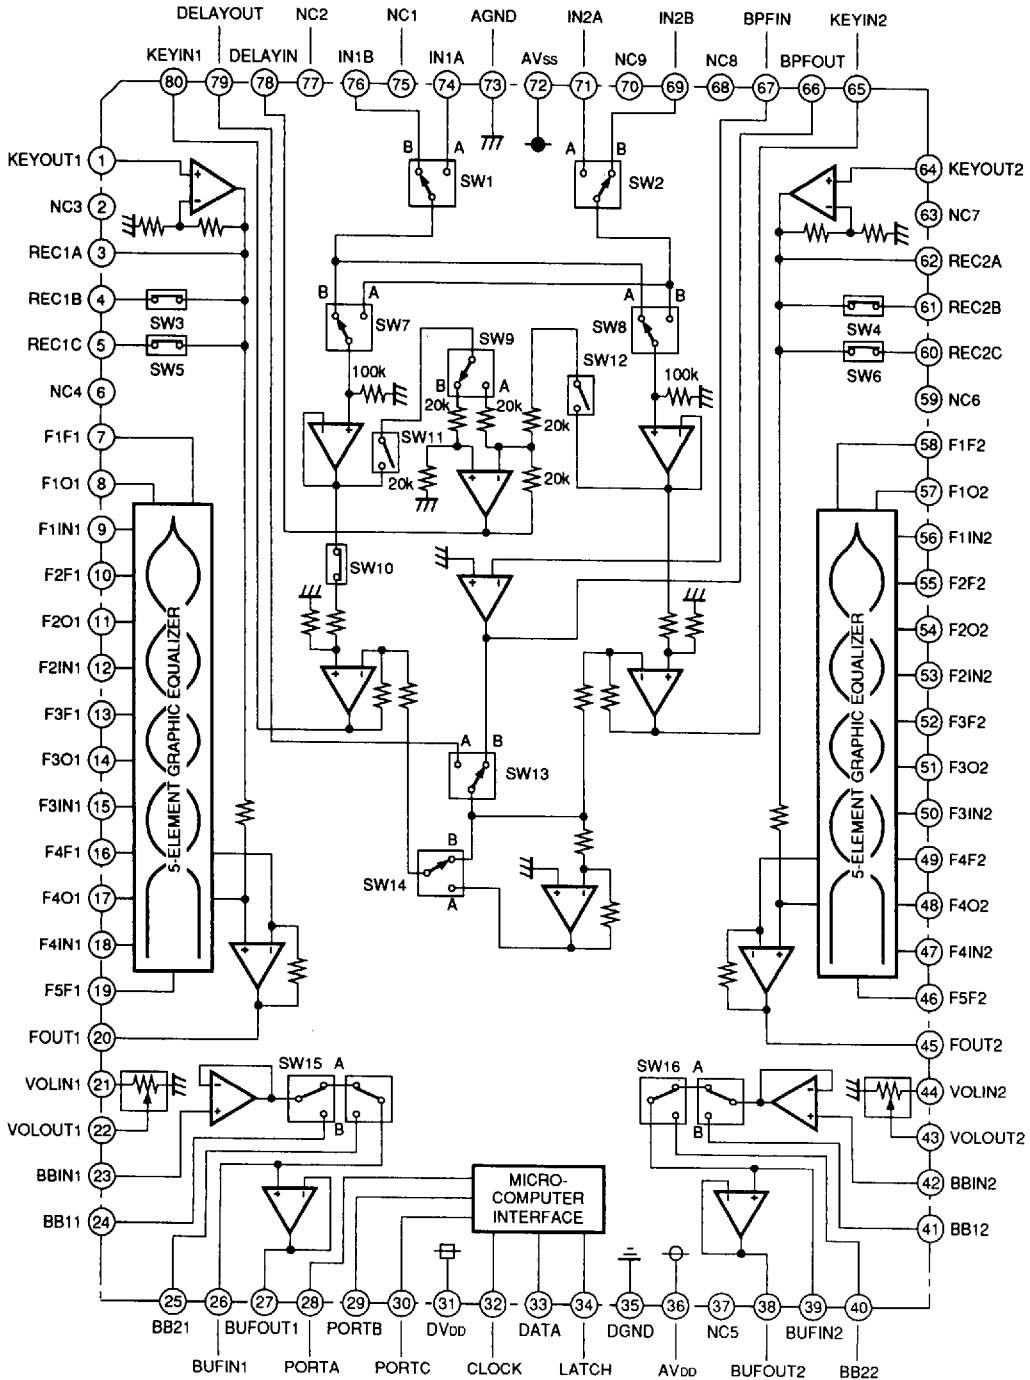 DELAYOUT NC2 NC1 AGND IN2A IN2B BPFIN KEYIN2
KEYIN1 DELAYIN IN1B IN1A AVSS NC9 NC8 BPFOUT
80 79 78 77 76 75 74 73 72 71 70 69 68 67 66 65
KEYOUT1 1
NC3 2
REC1A 3
REC1B 4
SW3
REC1C 5
SW5
NC4 6
F1F1 7
F1O1 8
F1IN1 9
F2F1 10
F2O1 11
F2IN1 12
F3F1 13
F3O1 14
F3IN1 15
F4F1 16
F4O1 17
F4IN1 18
F5F1 19
FOUT1 20
VOLIN1 21
VOLOUT1 22
BBIN1 23
BB11 24
+
-
5-ELEMENT GRAPHIC EQUALIZER
+ -
B A
SW1
A B
SW2
B A
SW7
A B
SW8
SW9
B A
SW12
100k
100k
20k 20k
20k
SW11
20k
20k
+ -
+ -
+ -
SW10
+ -
+ -
- +
A B
SW13
B
SW14
A
+ -
SW15 A
B
-
+
+ -
SW16 A
B
-
+
+ -
MICRO-
COMPUTER
INTERFACE
+
-
5-ELEMENT GRAPHIC EQUALIZER
- +
64 KEYOUT2
63 NC7
62 REC2A
61 REC2B
SW4
60 REC2C
SW6
59 NC6
58 F1F2
57 F1O2
56 F1IN2
55 F2F2
54 F2O2
53 F2IN2
52 F3F2
51 F3O2
50 F3IN2
49 F4F2
48 F4O2
47 F4IN2
46 F5F2
45 FOUT2
44 VOLIN2
43 VOLOUT2
42 BBIN2
41 BB12
25 26 27 28 29 30 31 32 33 34 35 36 37 38 39 40
BB21 BUFOUT1 PORTB DVDD DATA DGND NC5 BUFIN2
BUFIN1 PORTA PORTC CLOCK LATCH AVDD BUFOUT2 BB22